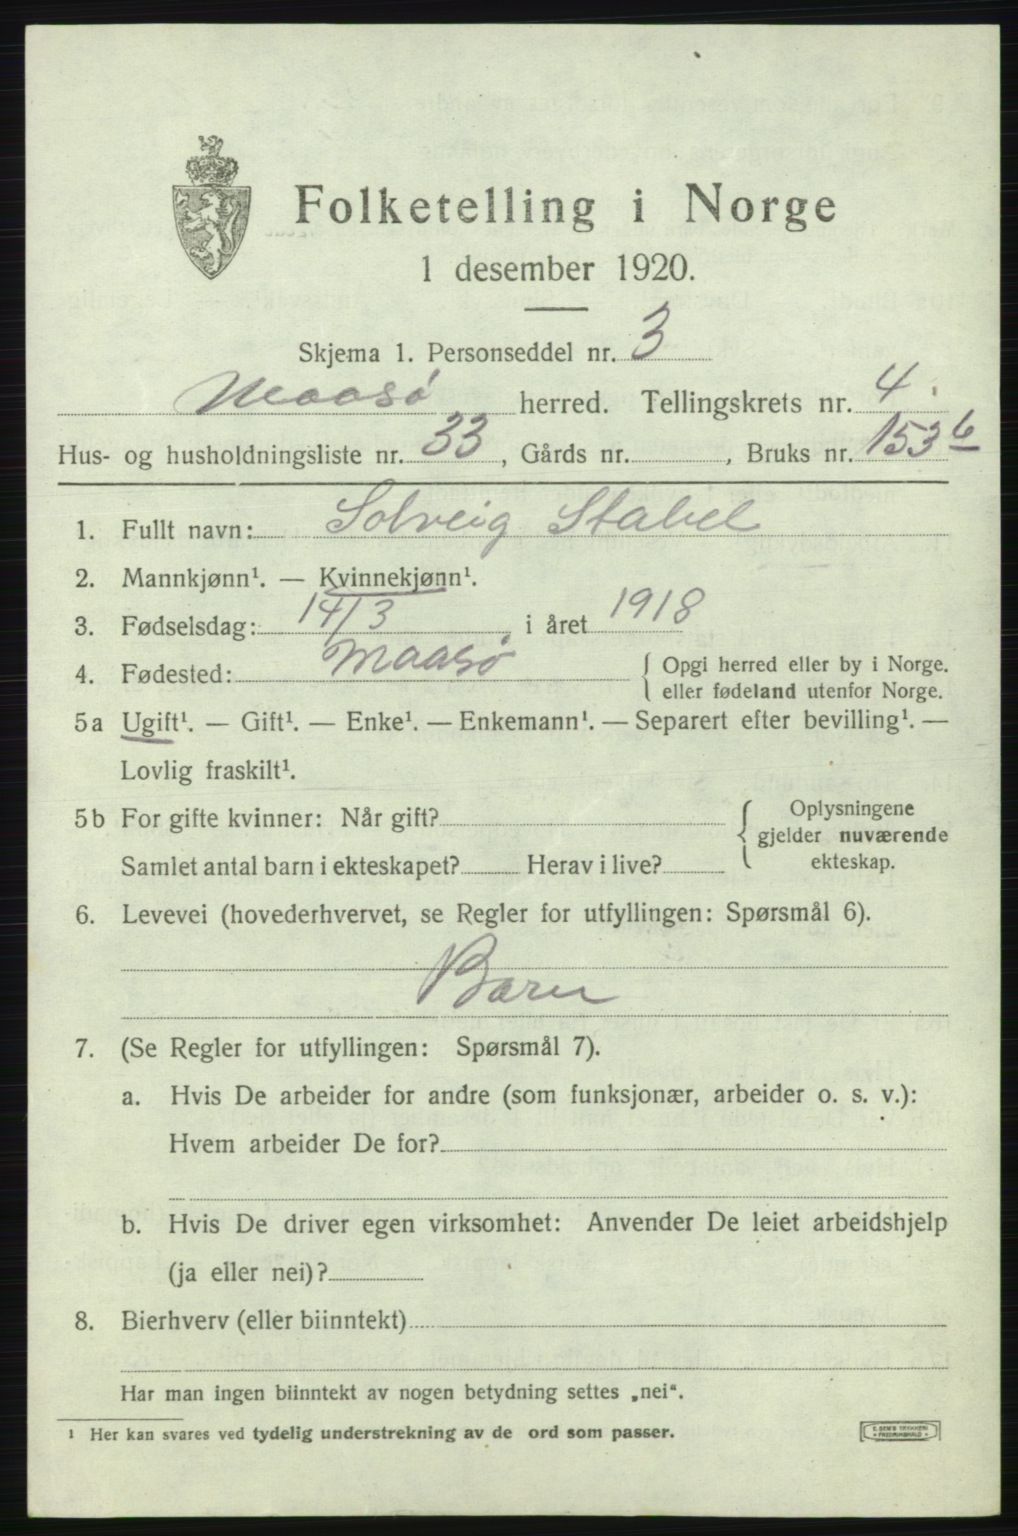 Folketelling i Norge
1 desember 1920.
Skjema 1. Personseddel nr. 3
Maasø herred. Tellingskrets nr. 4
Hus- og husholdningsliste nr. 33, Gårds nr. , Bruks nr. 153 6
1. Fullt navn: Solveig Stabel
2. Mannkjønn¹. — Kvinnekjønn¹.
3. Fødselsdag: 14/3, i året 1918
4. Fødested: Maasø { Opgi herred eller by i Norge.
eller fødeland utenfor Norge.
5a Ugift¹. — Gift¹. — Enke¹. — Enkemann¹. — Separert efter bevilling¹. —
Lovlig fraskilt¹.
5b For gifte kvinner: Når gift? { Oplysningene
gjelder nuværende
Samlet antal barn i ekteskapet? Herav i live? ekteskap.
6. Levevei (hovederhvervet, se Regler for utfyllingen: Spørsmål 6).
Barn
7. (Se Regler for utfyllingen: Spørsmål 7).
a. Hvis De arbeider for andre (som funksjonær, arbeider o. s. v.):
Hvem arbeider De for?
b. Hvis De driver egen virksomhet: Anvender De leiet arbeidshjelp
(ja eller nei)?
8. Bierhverv (eller biinntekt)
Har man ingen biinntekt av nogen betydning settes „nei“.
¹ Her kan svares ved tydelig understrekning av de ord som passer.